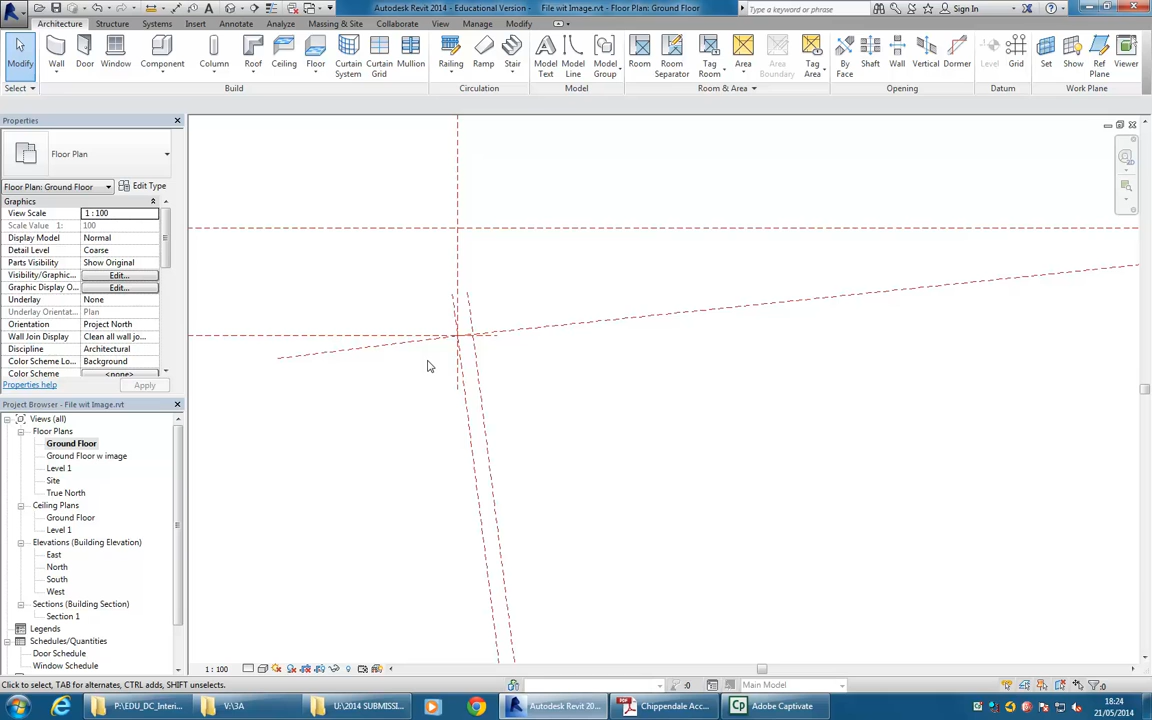 Autodesk Revit 2014 - Educational Version - File wit Image.rvt - Floor Plan: Ground Floor
Type a keyword or phrase
Sign In
Architecture Structure Systems Insert Annotate Analyze Massing & Site Collaborate View Manage Modify
Modify Wall Door Window Component Column Roof Ceiling Floor Curtain System Curtain Grid Mullion Railing Ramp Stair Model Text Model Line Model Group Room Room Separator Tag Room Area Area Boundary Tag Area By Face Shaft Wall Vertical Dormer Level Grid Set Show Ref Plane Viewer
Select Build Circulation Model Room & Area Opening Datum Work Plane
Properties
Floor Plan
Floor Plan: Ground Floor Edit Type
Graphics
View Scale 1 : 100
Scale Value 1: 100
Display Model Normal
Detail Level Coarse
Parts Visibility Show Original
Visibility/Graphic... Edit...
Graphic Display O... Edit...
Underlay None
Underlay Orientat... Plan
Orientation Project North
Wall Join Display Clean all wall jo...
Discipline Architectural
Color Scheme Lo... Background
Color Scheme <none>
Properties help Apply
Project Browser - File wit Image.rvt
Views (all)
Floor Plans
Ground Floor
Ground Floor w image
Level 1
Site
True North
Ceiling Plans
Ground Floor
Level 1
Elevations (Building Elevation)
East
North
South
West
Sections (Building Section)
Section 1
Legends
Schedules/Quantities
Door Schedule
Window Schedule
1 : 100
Click to select, TAB for alternates, CTRL adds, SHIFT unselects.
:0
Main Model
:0
P:\EDU_DC_Interi...
V:\3A
U:\2014 SUBMISSI...
Autodesk Revit 20...
Chippendale Acc...
Adobe Captivate
18:24
21/05/2014